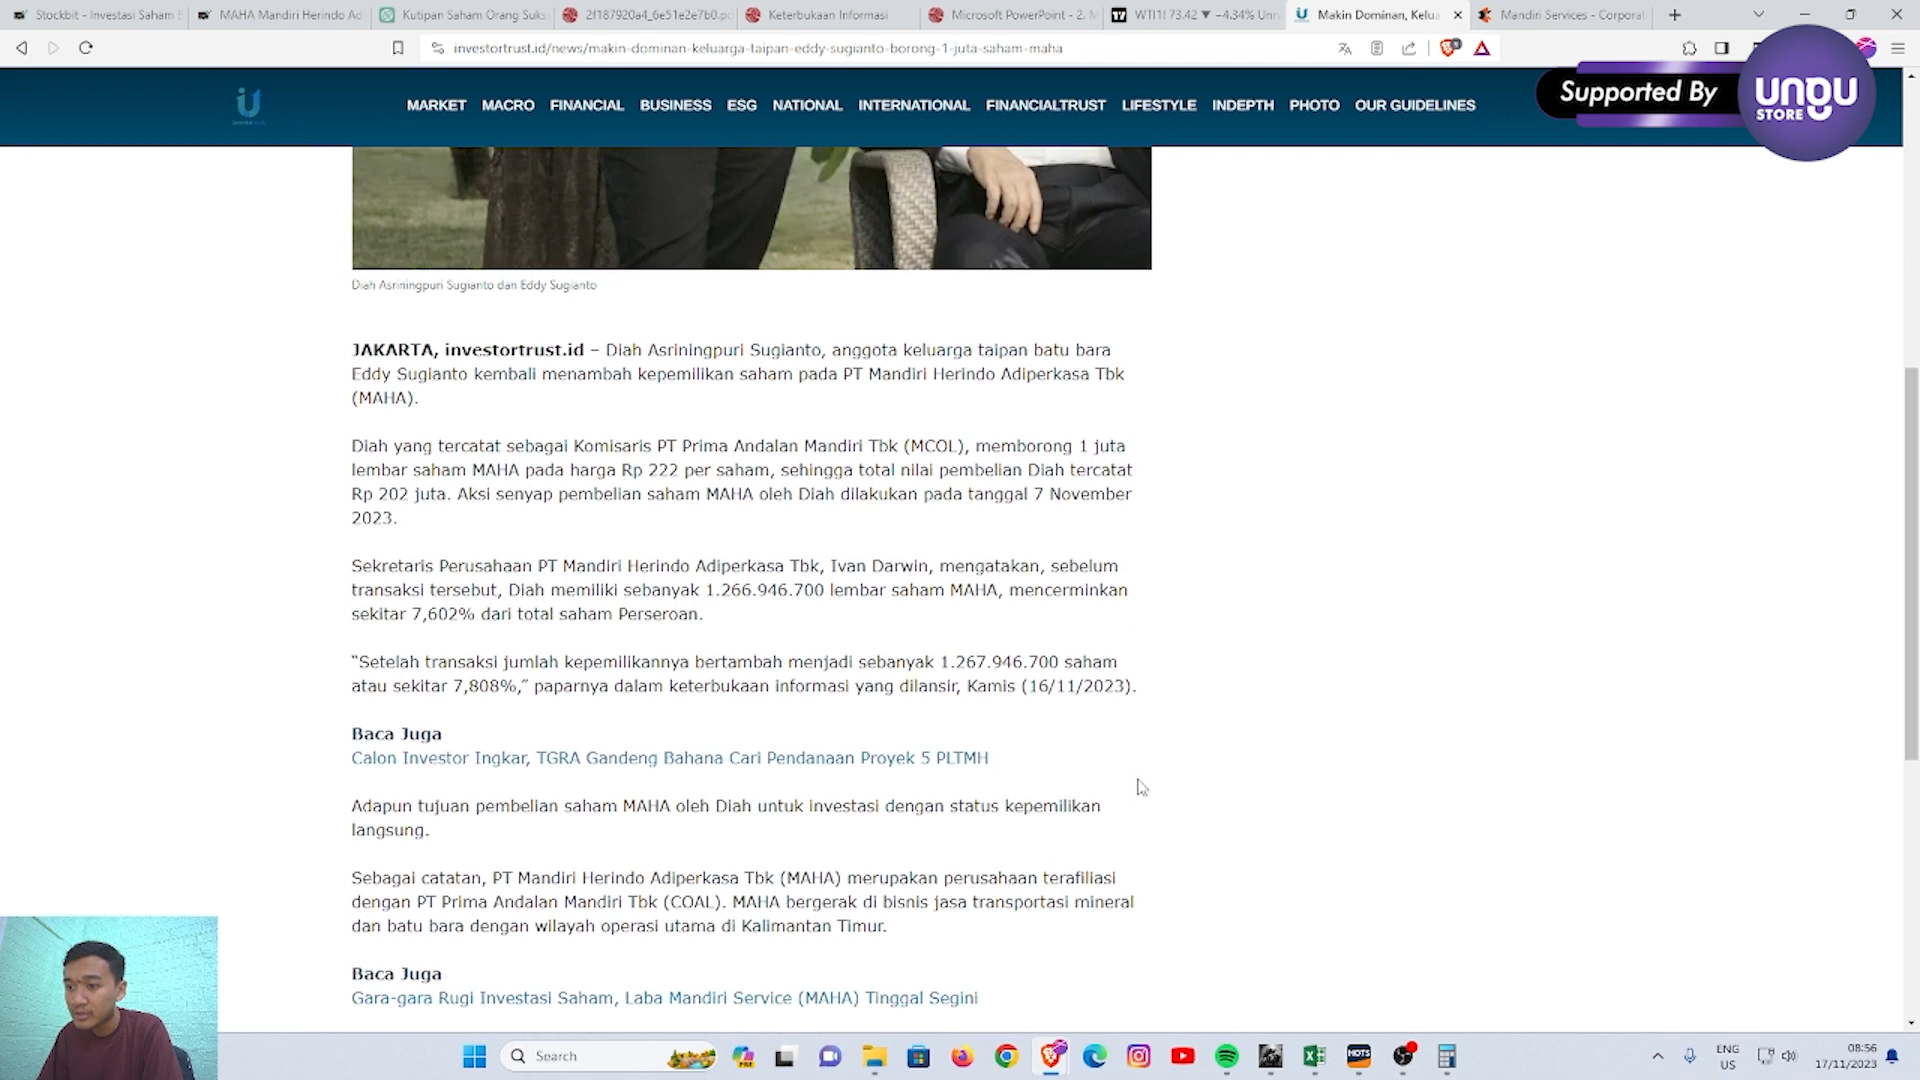 Stockbit - Investasi Saham B
MAHA Mandiri Herindo Ad
Kutipan Saham Orang Suks
2f187920a4_6e51e2e7b0.p
Keterbukaan Informasi
Microsoft PowerPoint - 2. M
WTI1! 73.42 ▼ −4.34% Unn
Makin Dominan, Kelua
Mandiri Services - Corporat
investortrust.id/news/makin-dominan-keluarga-taipan-eddy-sugianto-borong-1-juta-saham-maha
MARKET MACRO FINANCIAL BUSINESS ESG NATIONAL INTERNATIONAL FINANCIALTRUST LIFESTYLE INDEPTH PHOTO OUR GUIDELINES
Supported By
UNGU
STORE
Diah Asriningpuri Sugianto dan Eddy Sugianto
JAKARTA, investortrust.id – Diah Asriningpuri Sugianto, anggota keluarga taipan batu bara
Eddy Sugianto kembali menambah kepemilikan saham pada PT Mandiri Herindo Adiperkasa Tbk
(MAHA).
Diah yang tercatat sebagai Komisaris PT Prima Andalan Mandiri Tbk (MCOL), memborong 1 juta
lembar saham MAHA pada harga Rp 222 per saham, sehingga total nilai pembelian Diah tercatat
Rp 202 juta. Aksi senyap pembelian saham MAHA oleh Diah dilakukan pada tanggal 7 November
2023.
Sekretaris Perusahaan PT Mandiri Herindo Adiperkasa Tbk, Ivan Darwin, mengatakan, sebelum
transaksi tersebut, Diah memiliki sebanyak 1.266.946.700 lembar saham MAHA, mencerminkan
sekitar 7,602% dari total saham Perseroan.
“Setelah transaksi jumlah kepemilikannya bertambah menjadi sebanyak 1.267.946.700 saham
atau sekitar 7,808%,” paparnya dalam keterbukaan informasi yang dilansir, Kamis (16/11/2023).
Baca Juga
Calon Investor Ingkar, TGRA Gandeng Bahana Cari Pendanaan Proyek 5 PLTMH
Adapun tujuan pembelian saham MAHA oleh Diah untuk investasi dengan status kepemilikan
langsung.
Sebagai catatan, PT Mandiri Herindo Adiperkasa Tbk (MAHA) merupakan perusahaan terafiliasi
dengan PT Prima Andalan Mandiri Tbk (COAL). MAHA bergerak di bisnis jasa transportasi mineral
dan batu bara dengan wilayah operasi utama di Kalimantan Timur.
Baca Juga
Gara-gara Rugi Investasi Saham, Laba Mandiri Service (MAHA) Tinggal Segini
Search
ENG
US
08:56
17/11/2023